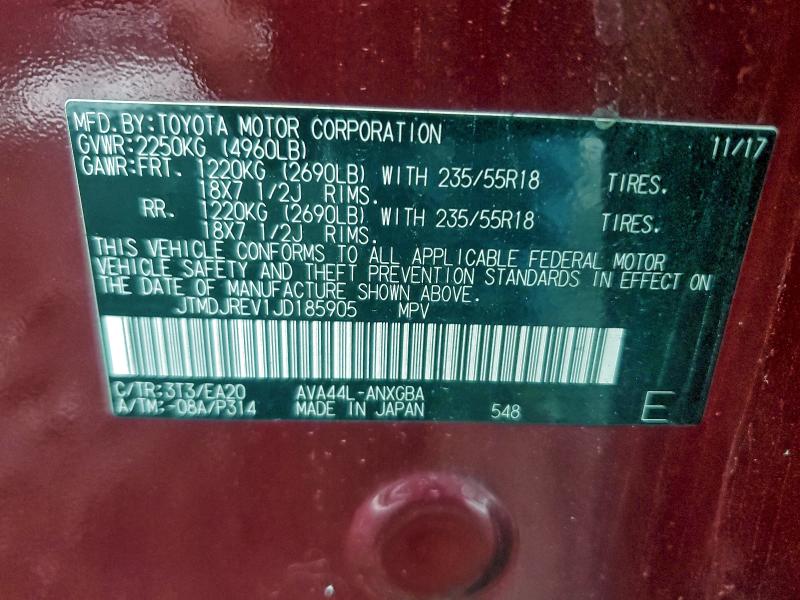 MFD. BY: TOYOTA MOTOR CORPORATION 11/17
GVWR: 2250KG (4960LB)
GAWR: FRT. 1220KG (2690LB) WITH 235/55R18 TIRES.
18X7 1/2J RIMS.
RR. 1220KG (2690LB) WITH 235/55R18 TIRES.
18X7 1/2J RIMS.
THIS VEHICLE CONFORMS TO ALL APPLICABLE FEDERAL MOTOR
VEHICLE SAFETY AND THEFT PREVENTION STANDARDS IN EFFECT ON
THE DATE OF MANUFACTURE SHOWN ABOVE.
JTMDJREV1JD185905 MPV
C/TR: 3T3/EA20 AVA44L-ANXGBA
A/TM: -08A/P314 MADE IN JAPAN 548 E